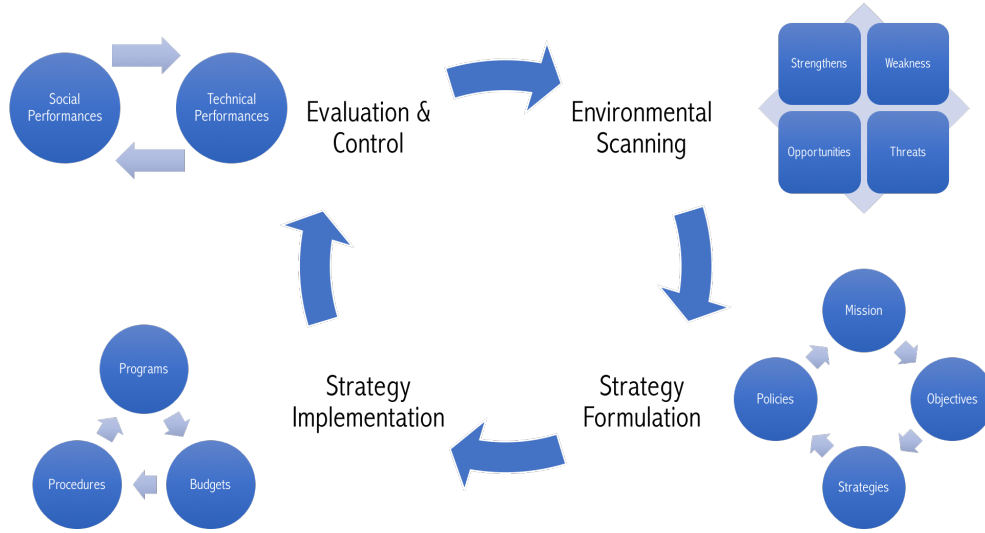 Social
Performances
Technical
Performances
Evaluation &
Control
Environmental
Scanning
Strengthens
Weakness
Opportunities
Threats
Mission
Objectives
Strategies
Policies
Strategy
Formulation
Strategy
Implementation
Programs
Budgets
Procedures